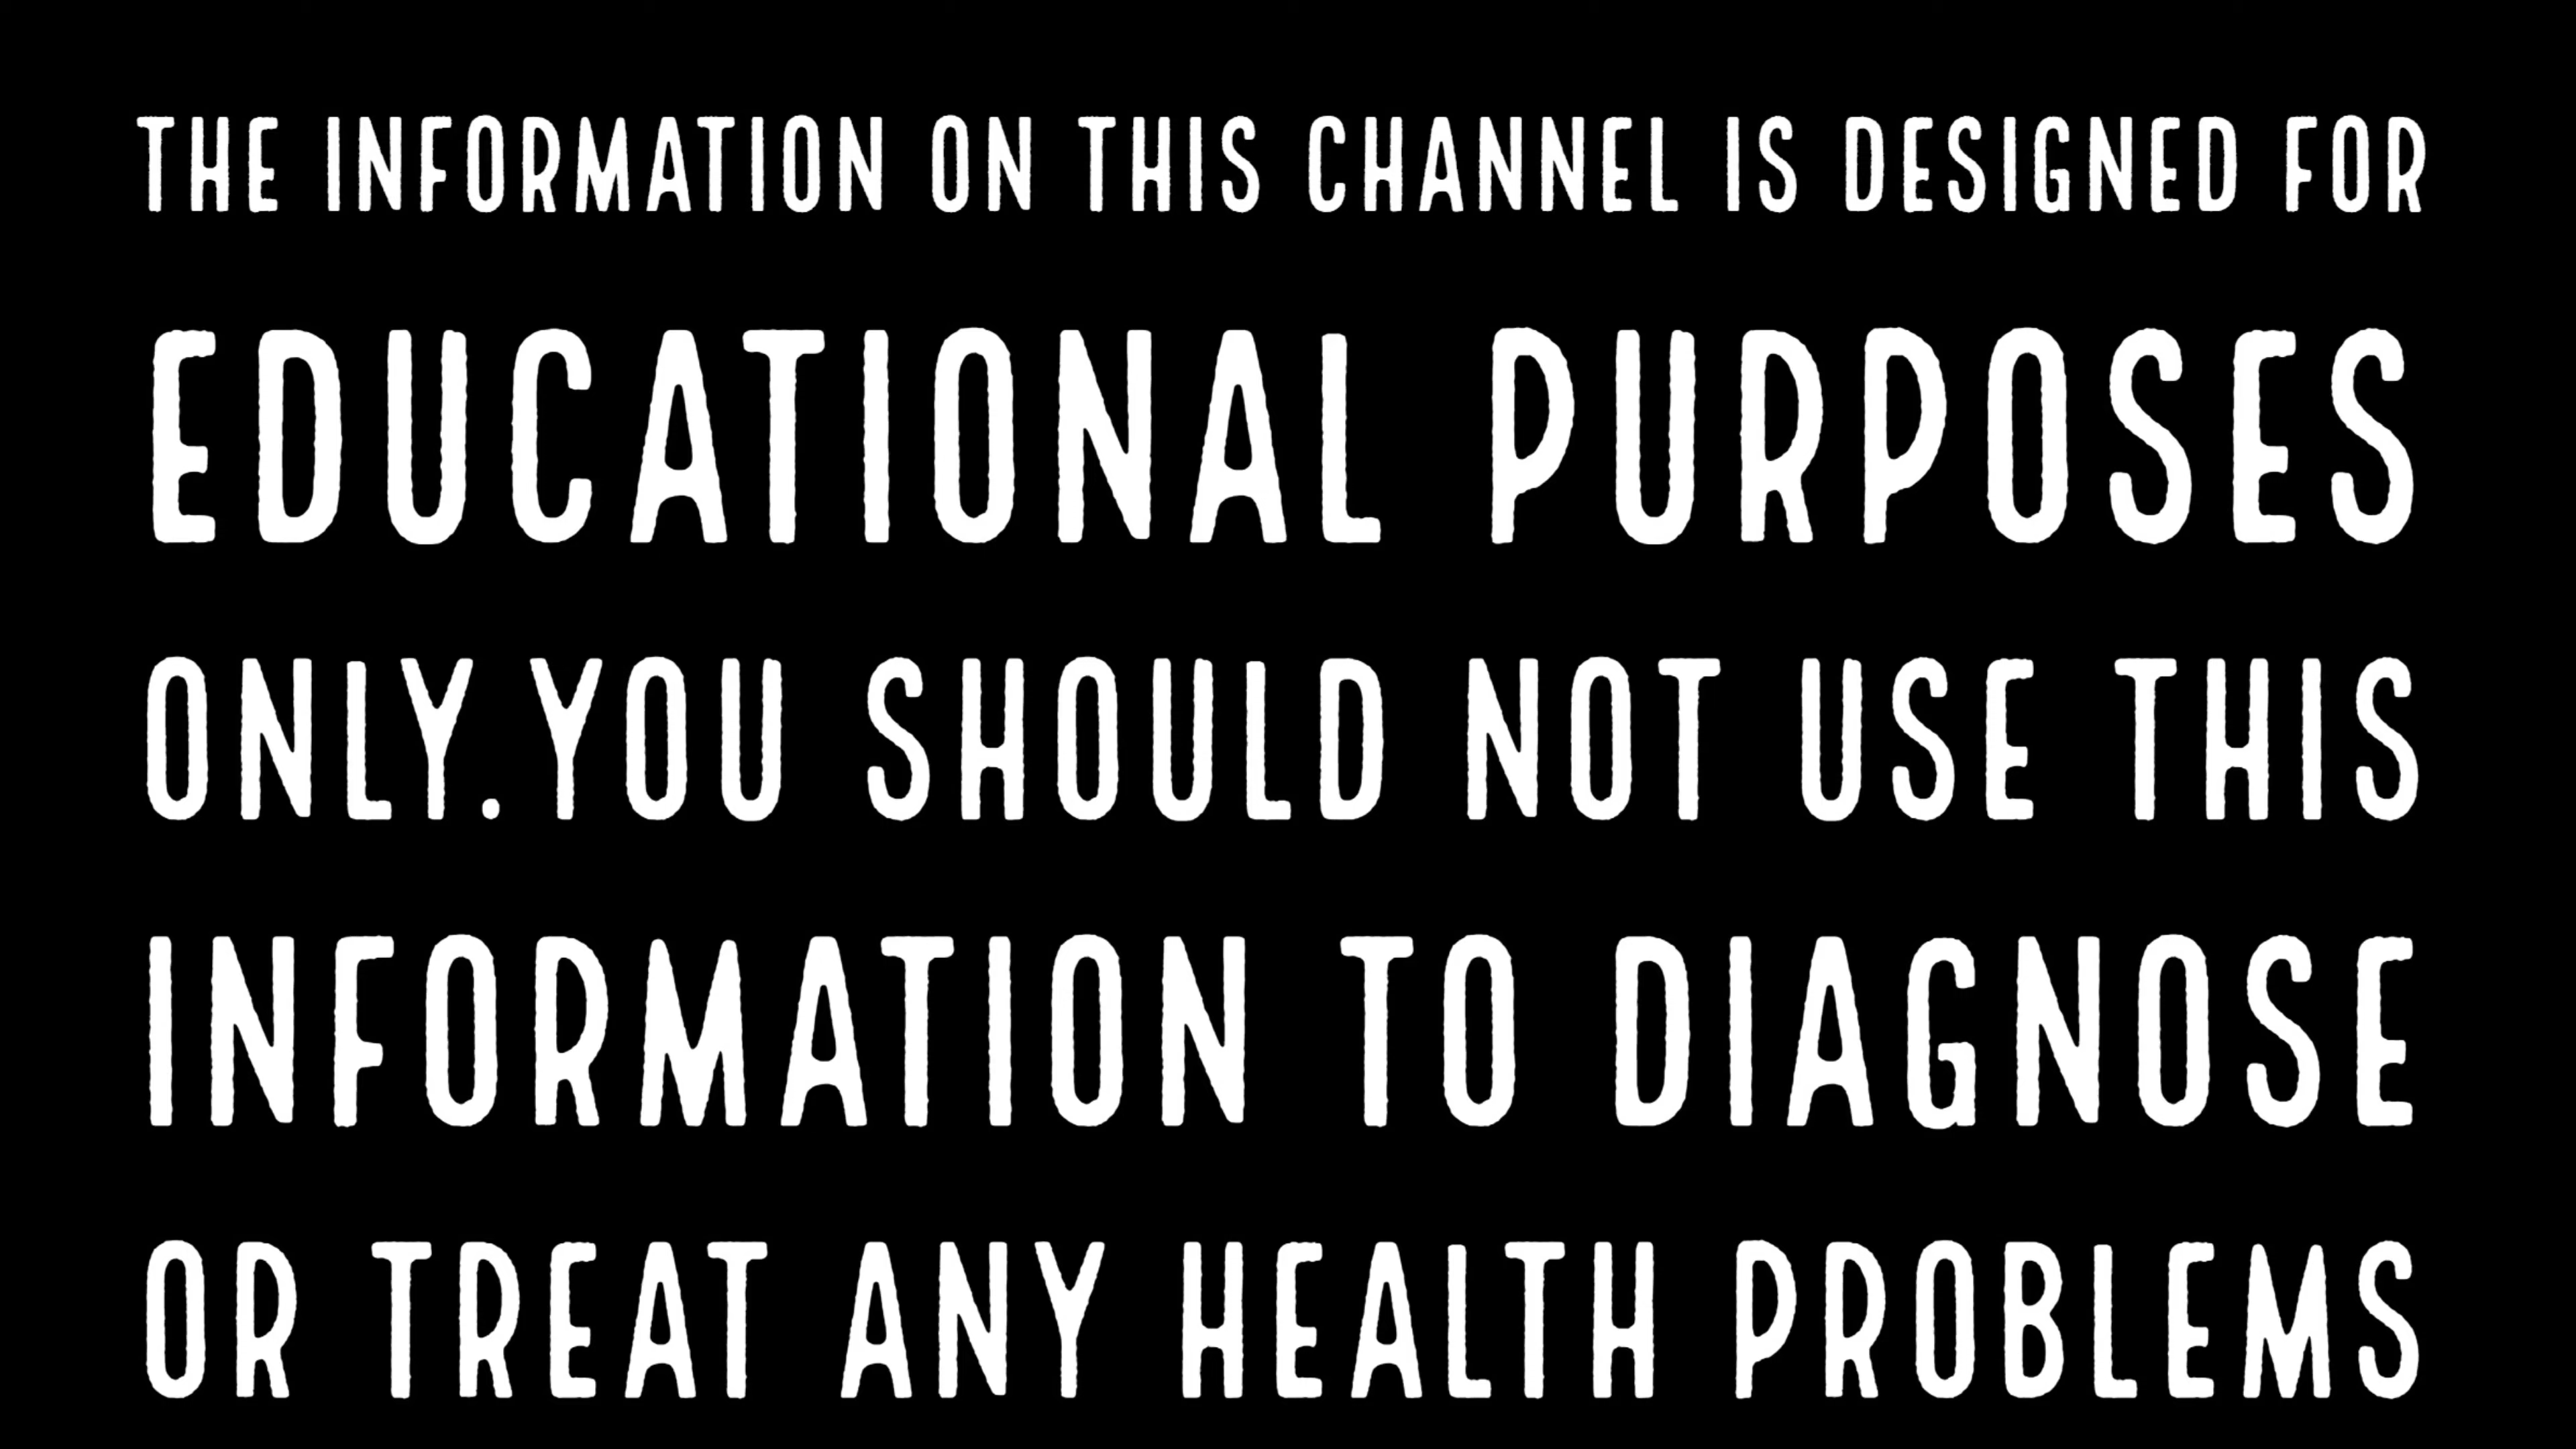 THE INFORMATION ON THIS CHANNEL IS DESIGNED FOR
EDUCATIONAL PURPOSES
ONLY.YOU SHOULD NOT USE THIS
INFORMATION TO DIAGNOSE
OR TREAT ANY HEALTH PROBLEMS